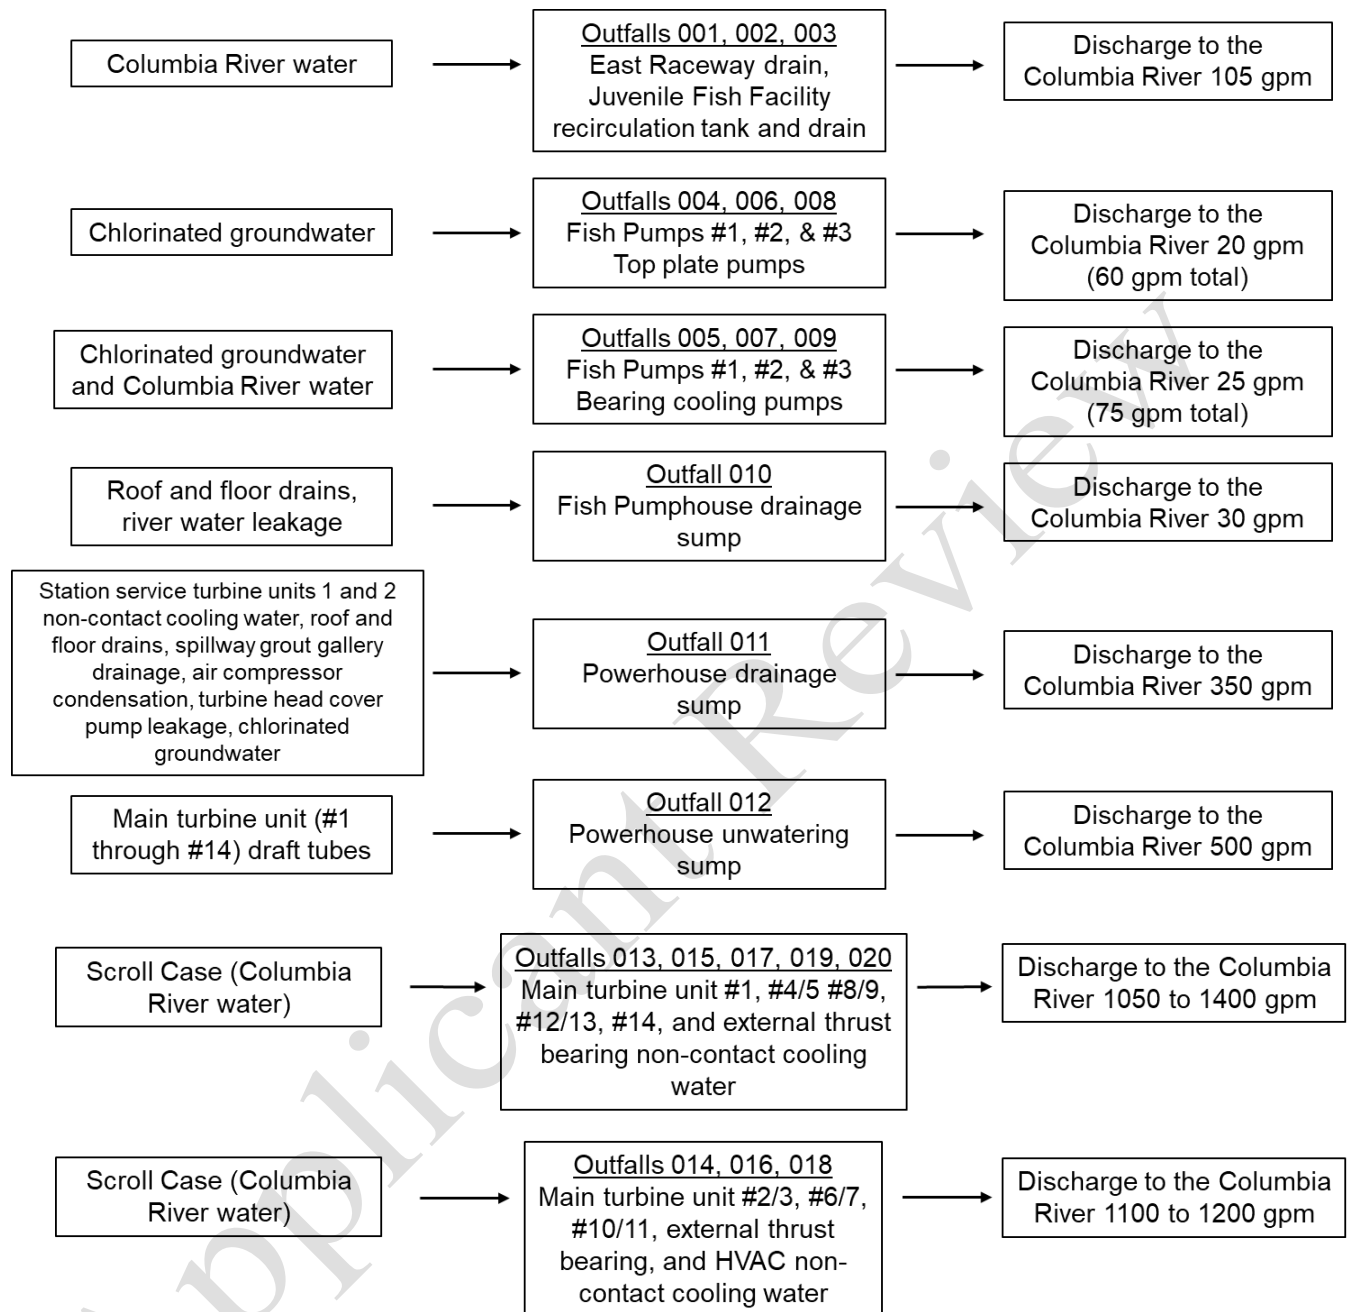 Columbia River water
Outfalls 001, 002, 003
East Raceway drain,
Juvenile Fish Facility
recirculation tank and drain
Discharge to the
Columbia River 105 gpm
Chlorinated groundwater
Outfalls 004, 006, 008
Fish Pumps #1, #2, & #3
Top plate pumps
Discharge to the
Columbia River 20 gpm
(60 gpm total)
Chlorinated groundwater
and Columbia River water
Outfalls 005, 007, 009
Fish Pumps #1, #2, & #3
Bearing cooling pumps
Discharge to the
Columbia River 25 gpm
(75 gpm total)
Roof and floor drains,
river water leakage
Outfall 010
Fish Pumphouse drainage
sump
Discharge to the
Columbia River 30 gpm
Station service turbine units 1 and 2
non-contact cooling water, roof and
floor drains, spillway grout gallery
drainage, air compressor
condensation, turbine head cover
pump leakage, chlorinated
groundwater
Outfall 011
Powerhouse drainage
sump
Discharge to the
Columbia River 350 gpm
Main turbine unit (#1
through #14) draft tubes
Outfall 012
Powerhouse unwatering
sump
Discharge to the
Columbia River 500 gpm
Scroll Case (Columbia
River water)
Outfalls 013, 015, 017, 019, 020
Main turbine unit #1, #4/5 #8/9,
#12/13, #14, and external thrust
bearing non-contact cooling
water
Discharge to the Columbia
River 1050 to 1400 gpm
Scroll Case (Columbia
River water)
Outfalls 014, 016, 018
Main turbine unit #2/3, #6/7,
#10/11, external thrust
bearing, and HVAC non-
contact cooling water
Discharge to the Columbia
River 1100 to 1200 gpm
Applicant Review